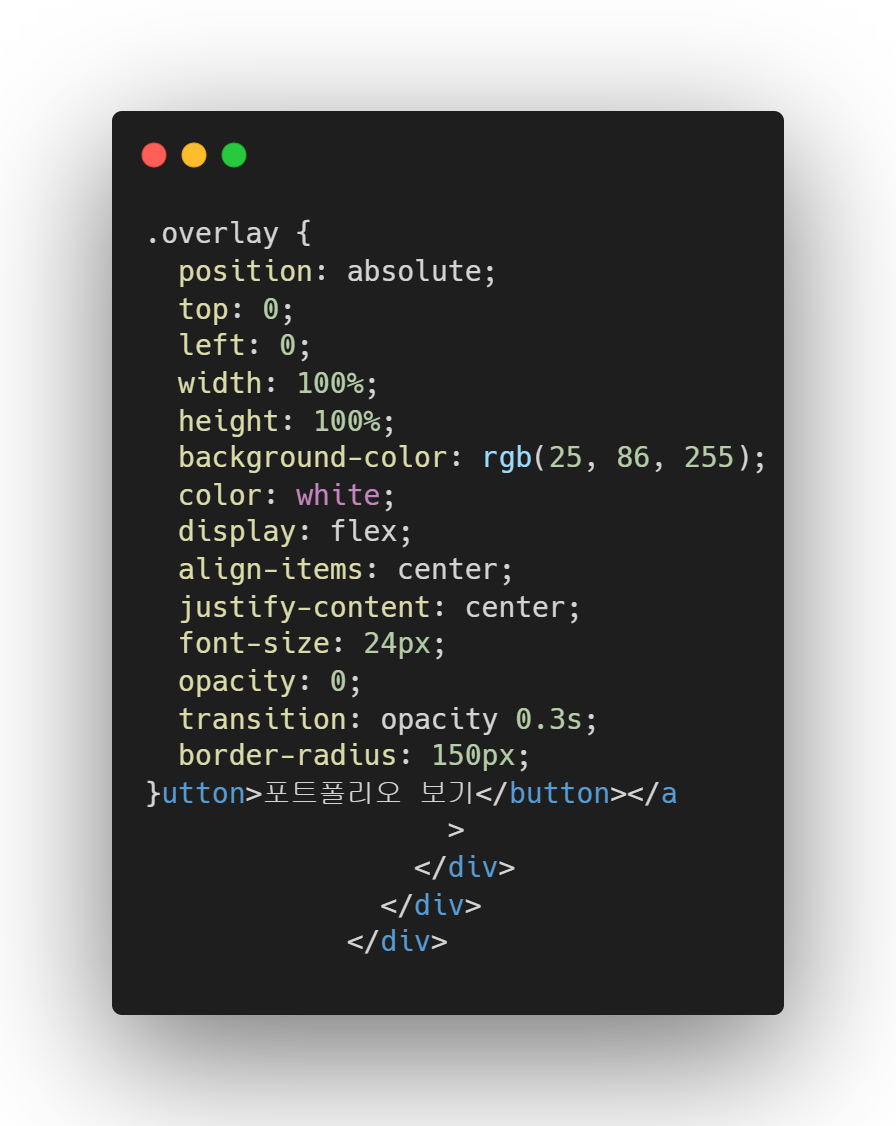 .overlay {
  position: absolute;
  top: 0;
  left: 0;
  width: 100%;
  height: 100%;
  background-color: rgb(25, 86, 255);
  color: white;
  display: flex;
  align-items: center;
  justify-content: center;
  font-size: 24px;
  opacity: 0;
  transition: opacity 0.3s;
  border-radius: 150px;
}utton>포트폴리오 보기</button></a
                  >
                </div>
              </div>
            </div>